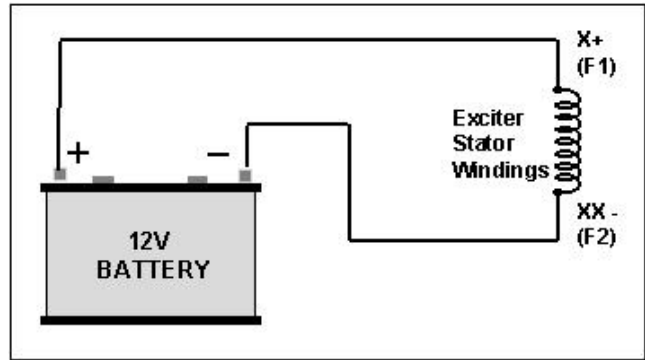 X+
(F1)
Exciter
Stator
Windings
+
–
XX -
(F2)
12V
BATTERY